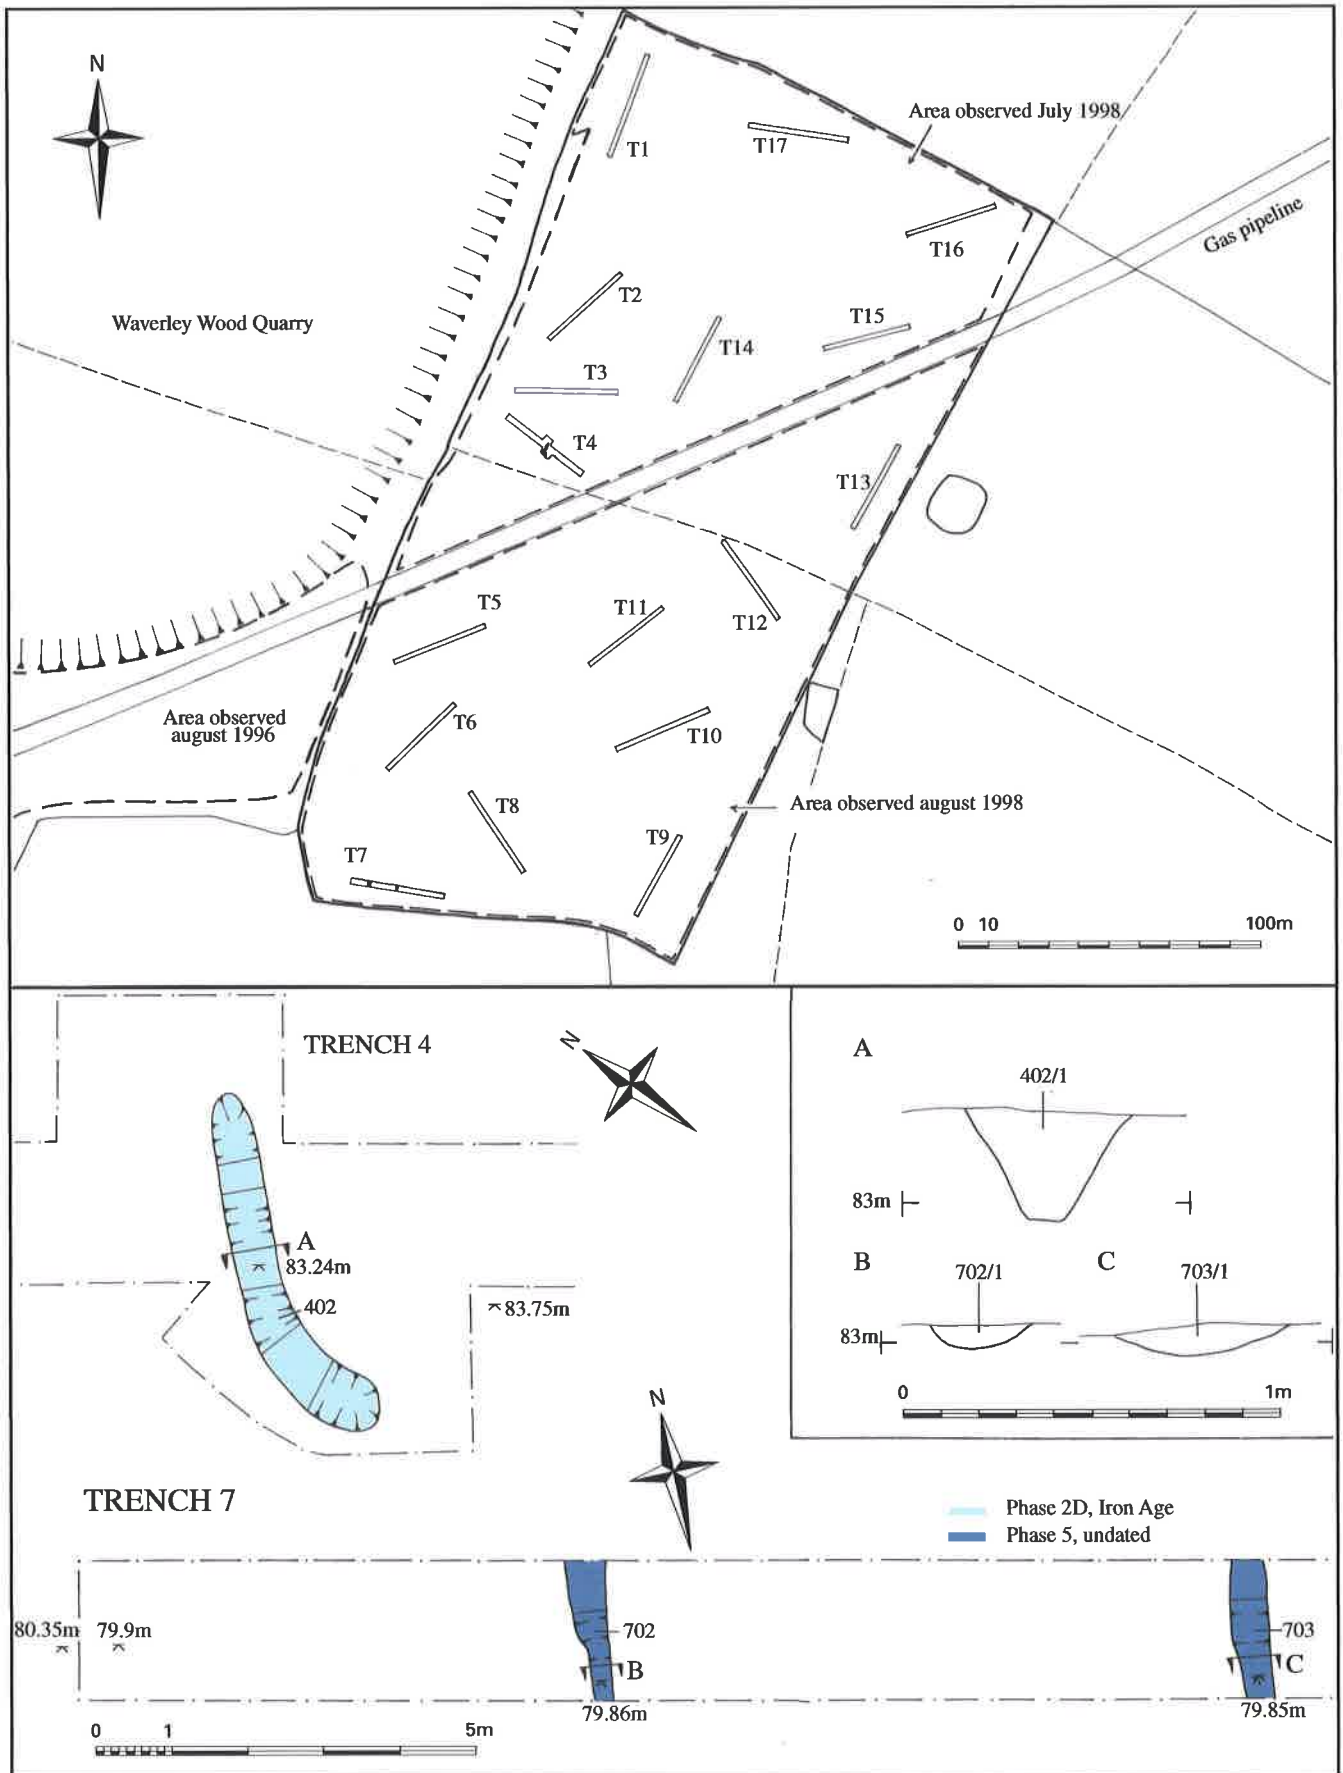 N
Area observed July 1998
T1
T17
T16
Gas pipeline
Waverley Wood Quarry
T2
T14
T15
T3
T4
T13
T5
T11
T12
Area observed
august 1996
T6
T10
T8
Area observed august 1998
T9
T7
0 10 100m
TRENCH 4
N
A
83.24m
402
83.75m
A
402/1
83m
B
702/1
C
703/1
83m
0 1m
N
TRENCH 7
Phase 2D, Iron Age
Phase 5, undated
80.35m
79.9m
702
B
79.86m
703
C
79.85m
0 1 5m